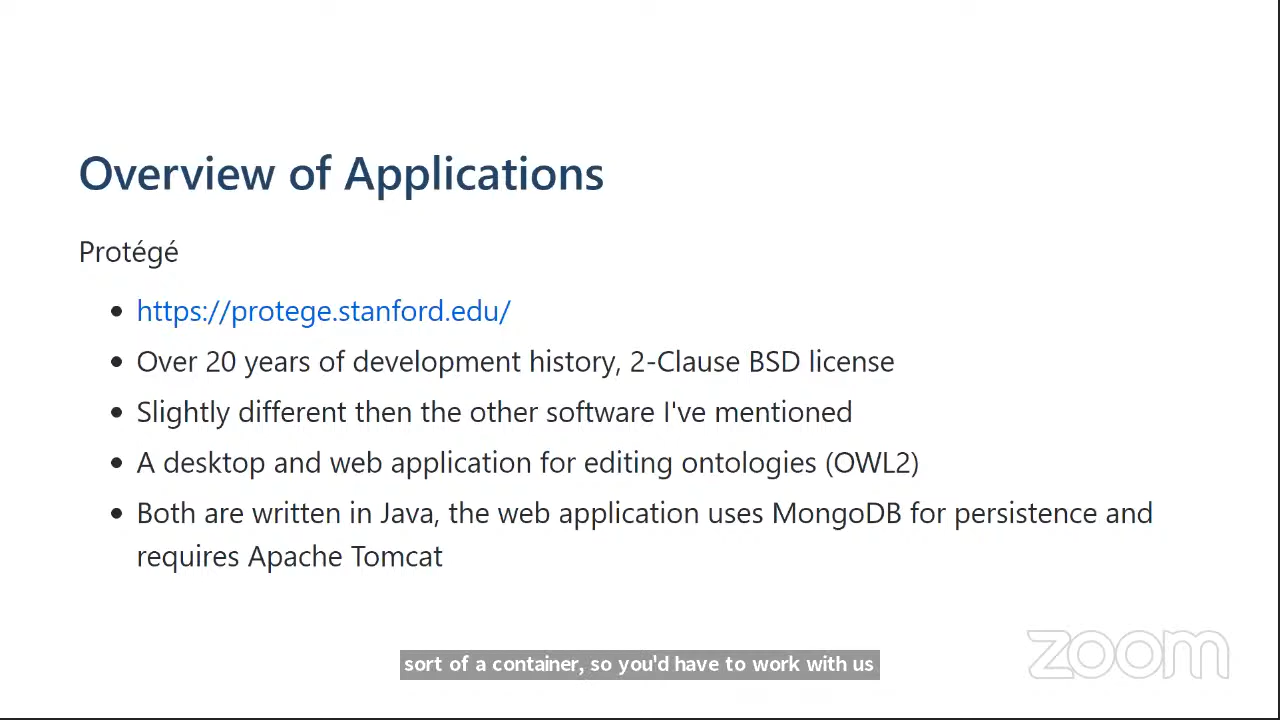 Overview of Applications
Protégé
https://protege.stanford.edu/
Over 20 years of development history, 2-Clause BSD license
Slightly different then the other software I've mentioned
A desktop and web application for editing ontologies (OWL2)
Both are written in Java, the web application uses MongoDB for persistence and
requires Apache Tomcat
sort of a container, so you'd have to work with us
zoom